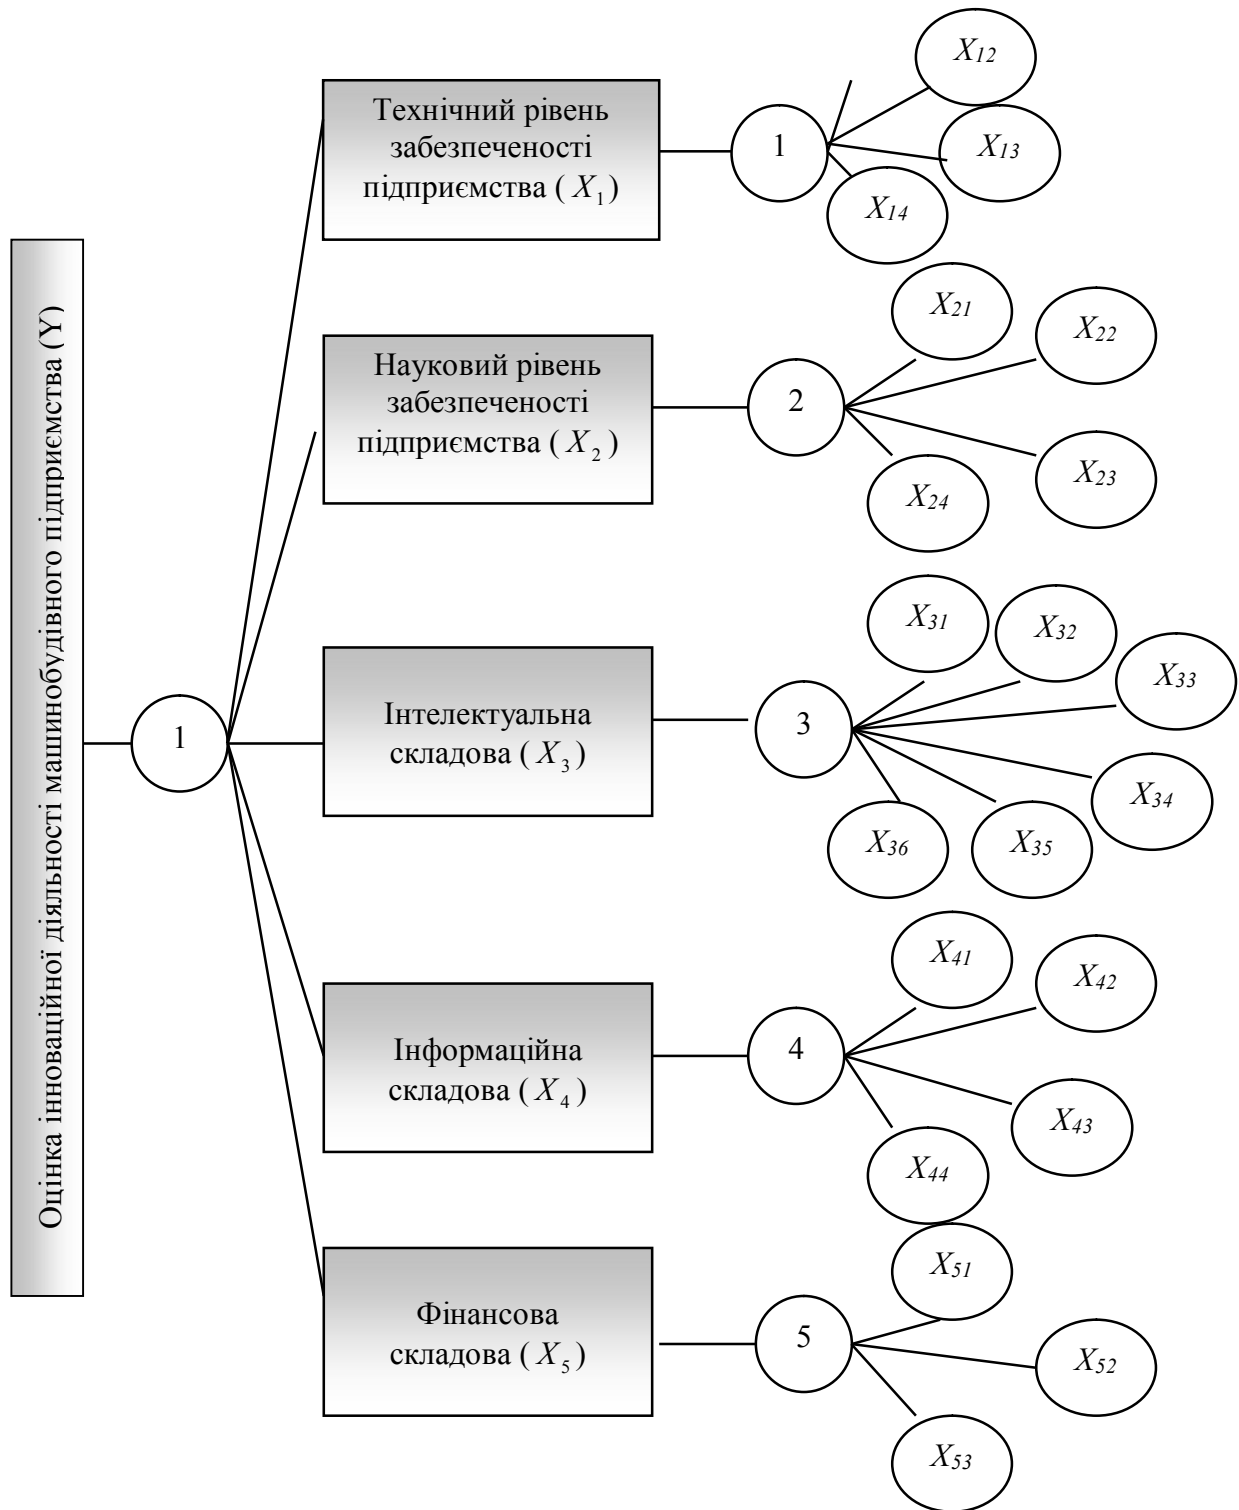 Оцінка інноваційної діяльності машинобудівного підприємства (Y)
1
Технічний рівень
забезпеченості
підприємства ( X1)
1
X12
X13
X14
Науковий рівень
забезпеченості
підприємства ( X2 )
2
X21
X22
X23
X24
Інтелектуальна
складова ( X3 )
3
X31
X32
X33
X34
X35
X36
Інформаційна
складова ( X4 )
4
X41
X42
X43
X44
Фінансова
складова ( X5 )
5
X51
X52
X53